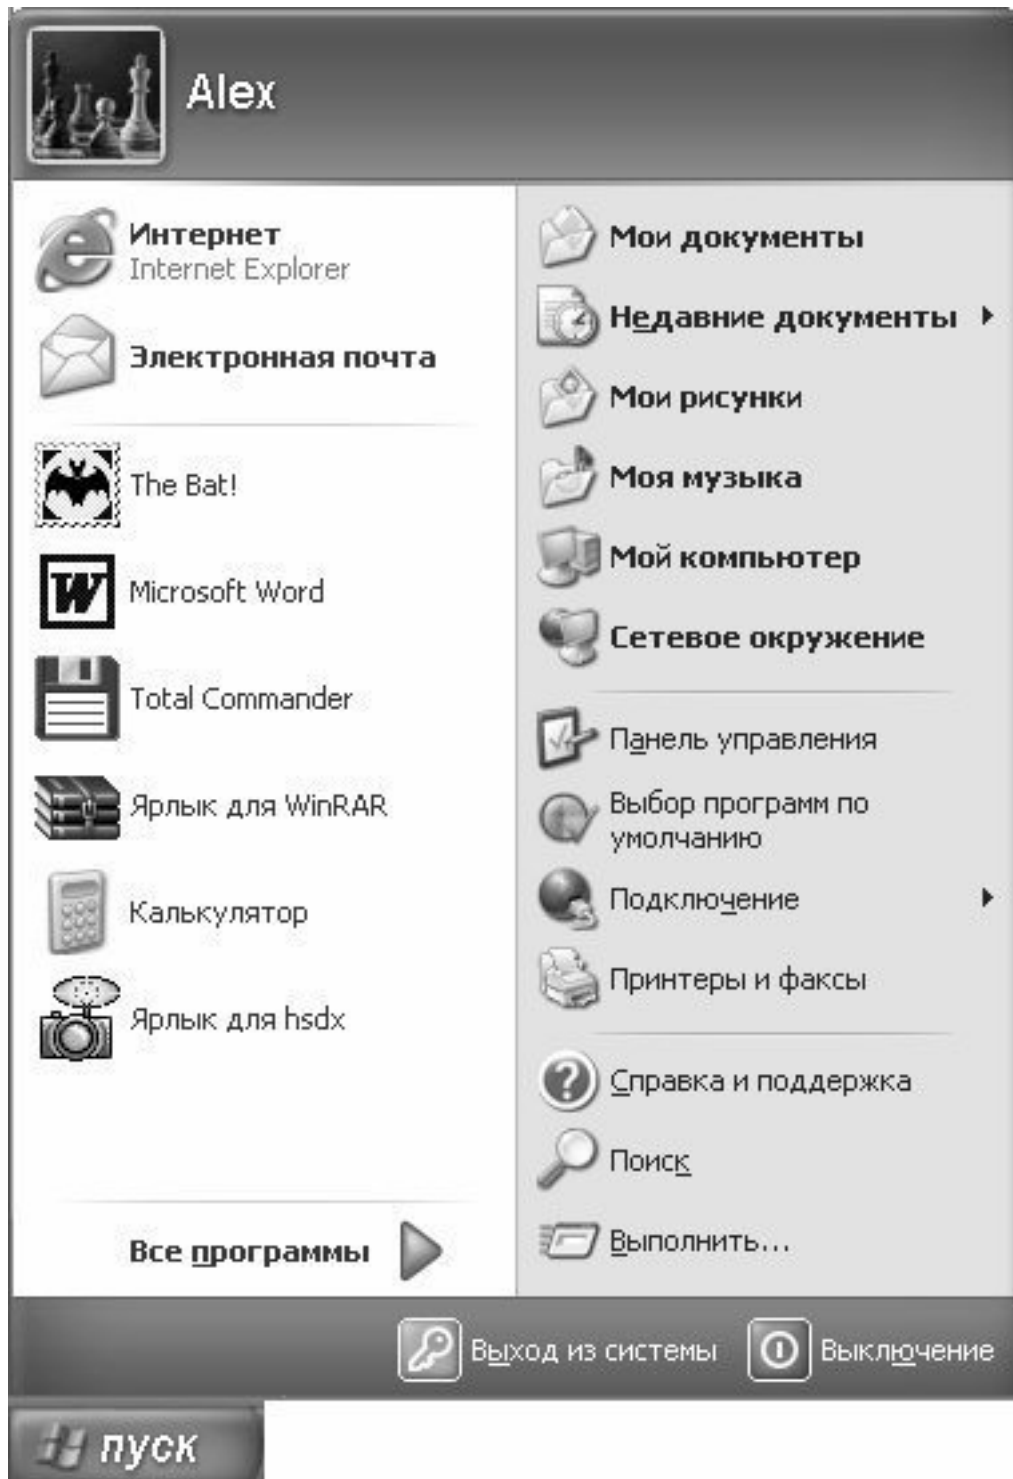 Alex
Интернет
Internet Explorer
Электронная почта
The Bat!
Microsoft Word
Total Commander
Ярлык для WinRAR
Калькулятор
Ярлык для hsdx
Все программы
Мои документы
Недавние документы
Мои рисунки
Моя музыка
Мой компьютер
Сетевое окружение
Панель управления
Выбор программ по
умолчанию
Подключение
Принтеры и факсы
Справка и поддержка
Поиск
Выполнить...
Выход из системы
Выключение
пуск